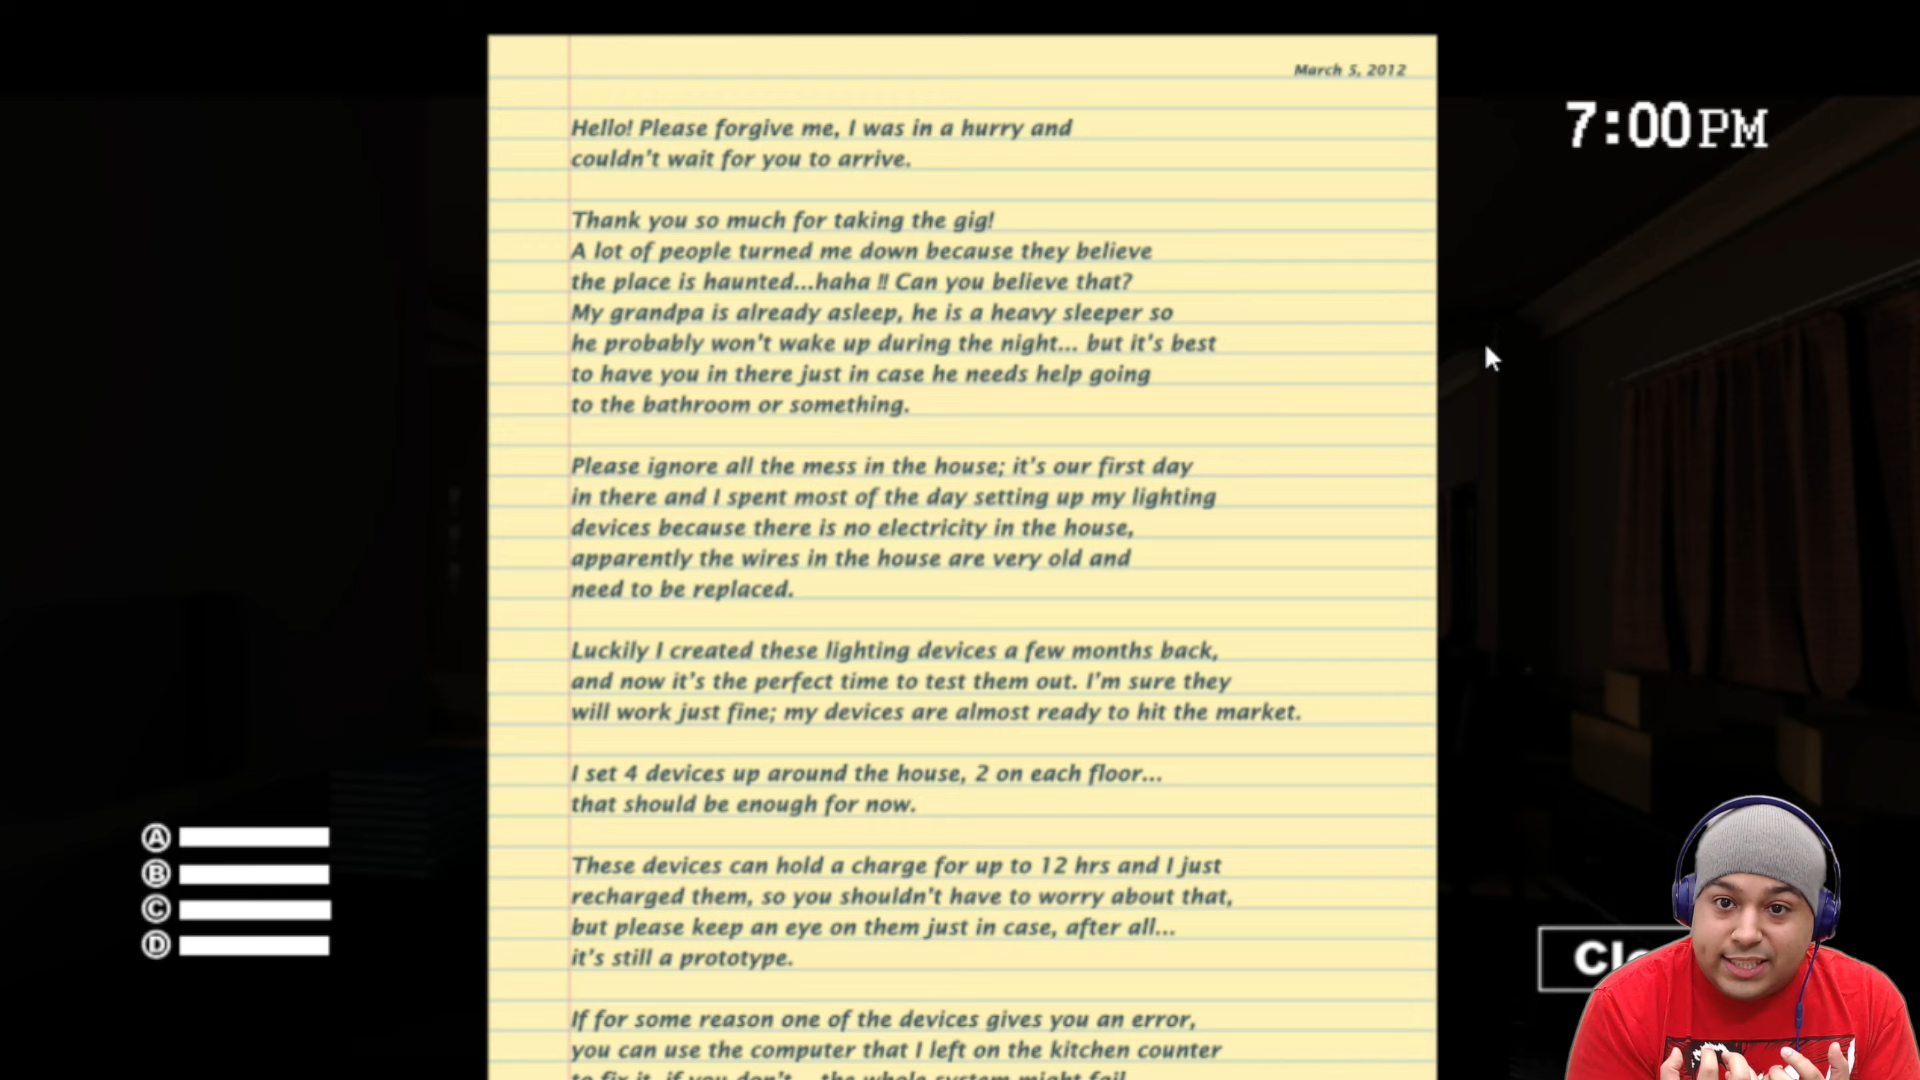 March 5, 2012
7:00PM
Hello! Please forgive me, I was in a hurry and
couldn't wait for you to arrive.
Thank you so much for taking the gig!
A lot of people turned me down because they believe
the place is haunted...haha !! Can you believe that?
My grandpa is already asleep, he is a heavy sleeper so
he probably won't wake up during the night... but it's best
to have you in there just in case he needs help going
to the bathroom or something.
Please ignore all the mess in the house; it's our first day
in there and I spent most of the day setting up my lighting
devices because there is no electricity in the house,
apparently the wires in the house are very old and
need to be replaced.
Luckily I created these lighting devices a few months back,
and now it's the perfect time to test them out. I'm sure they
will work just fine; my devices are almost ready to hit the market.
I set 4 devices up around the house, 2 on each floor...
that should be enough for now.
These devices can hold a charge for up to 12 hrs and I just
recharged them, so you shouldn't have to worry about that,
but please keep an eye on them just in case, after all...
it's still a prototype.
If for some reason one of the devices gives you an error,
you can use the computer that I left on the kitchen counter
to fix it, if you don't... the whole system might fail
A
B
C
D